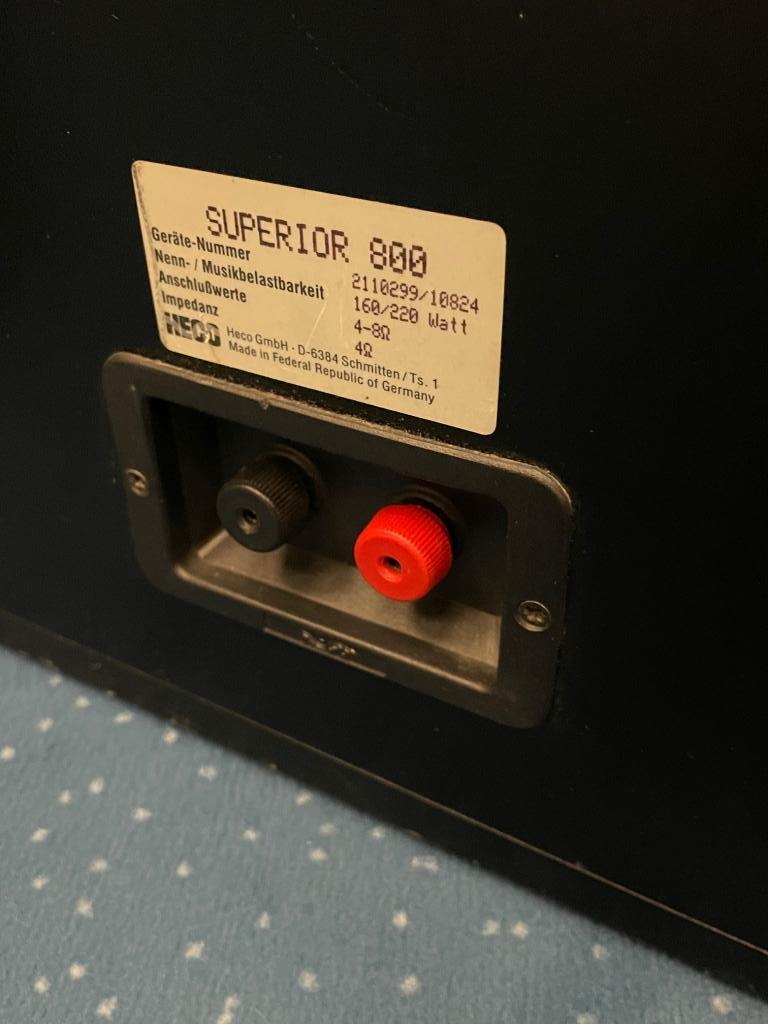 SUPERIOR 800
Geräte-Nummer 2110299/10824
Nenn- / Musikbelastbarkeit 160/220 Watt
Anschlußwerte 4-8Ω
Impedanz 4Ω
HECO Heco GmbH · D-6384 Schmitten/Ts. 1
Made in Federal Republic of Germany